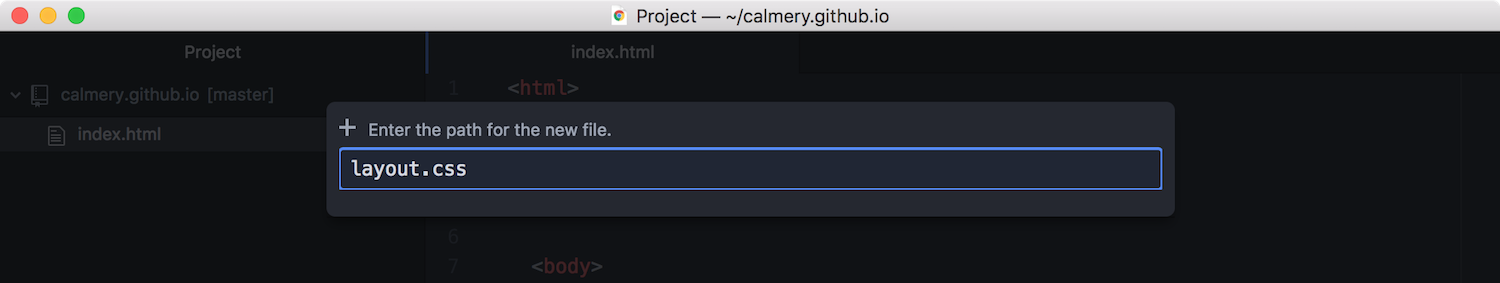 Project — ~/calmery.github.io
Project
index.html
calmery.github.io [master]
index.html
1 <html>
Enter the path for the new file.
layout.css
6
7 <body>